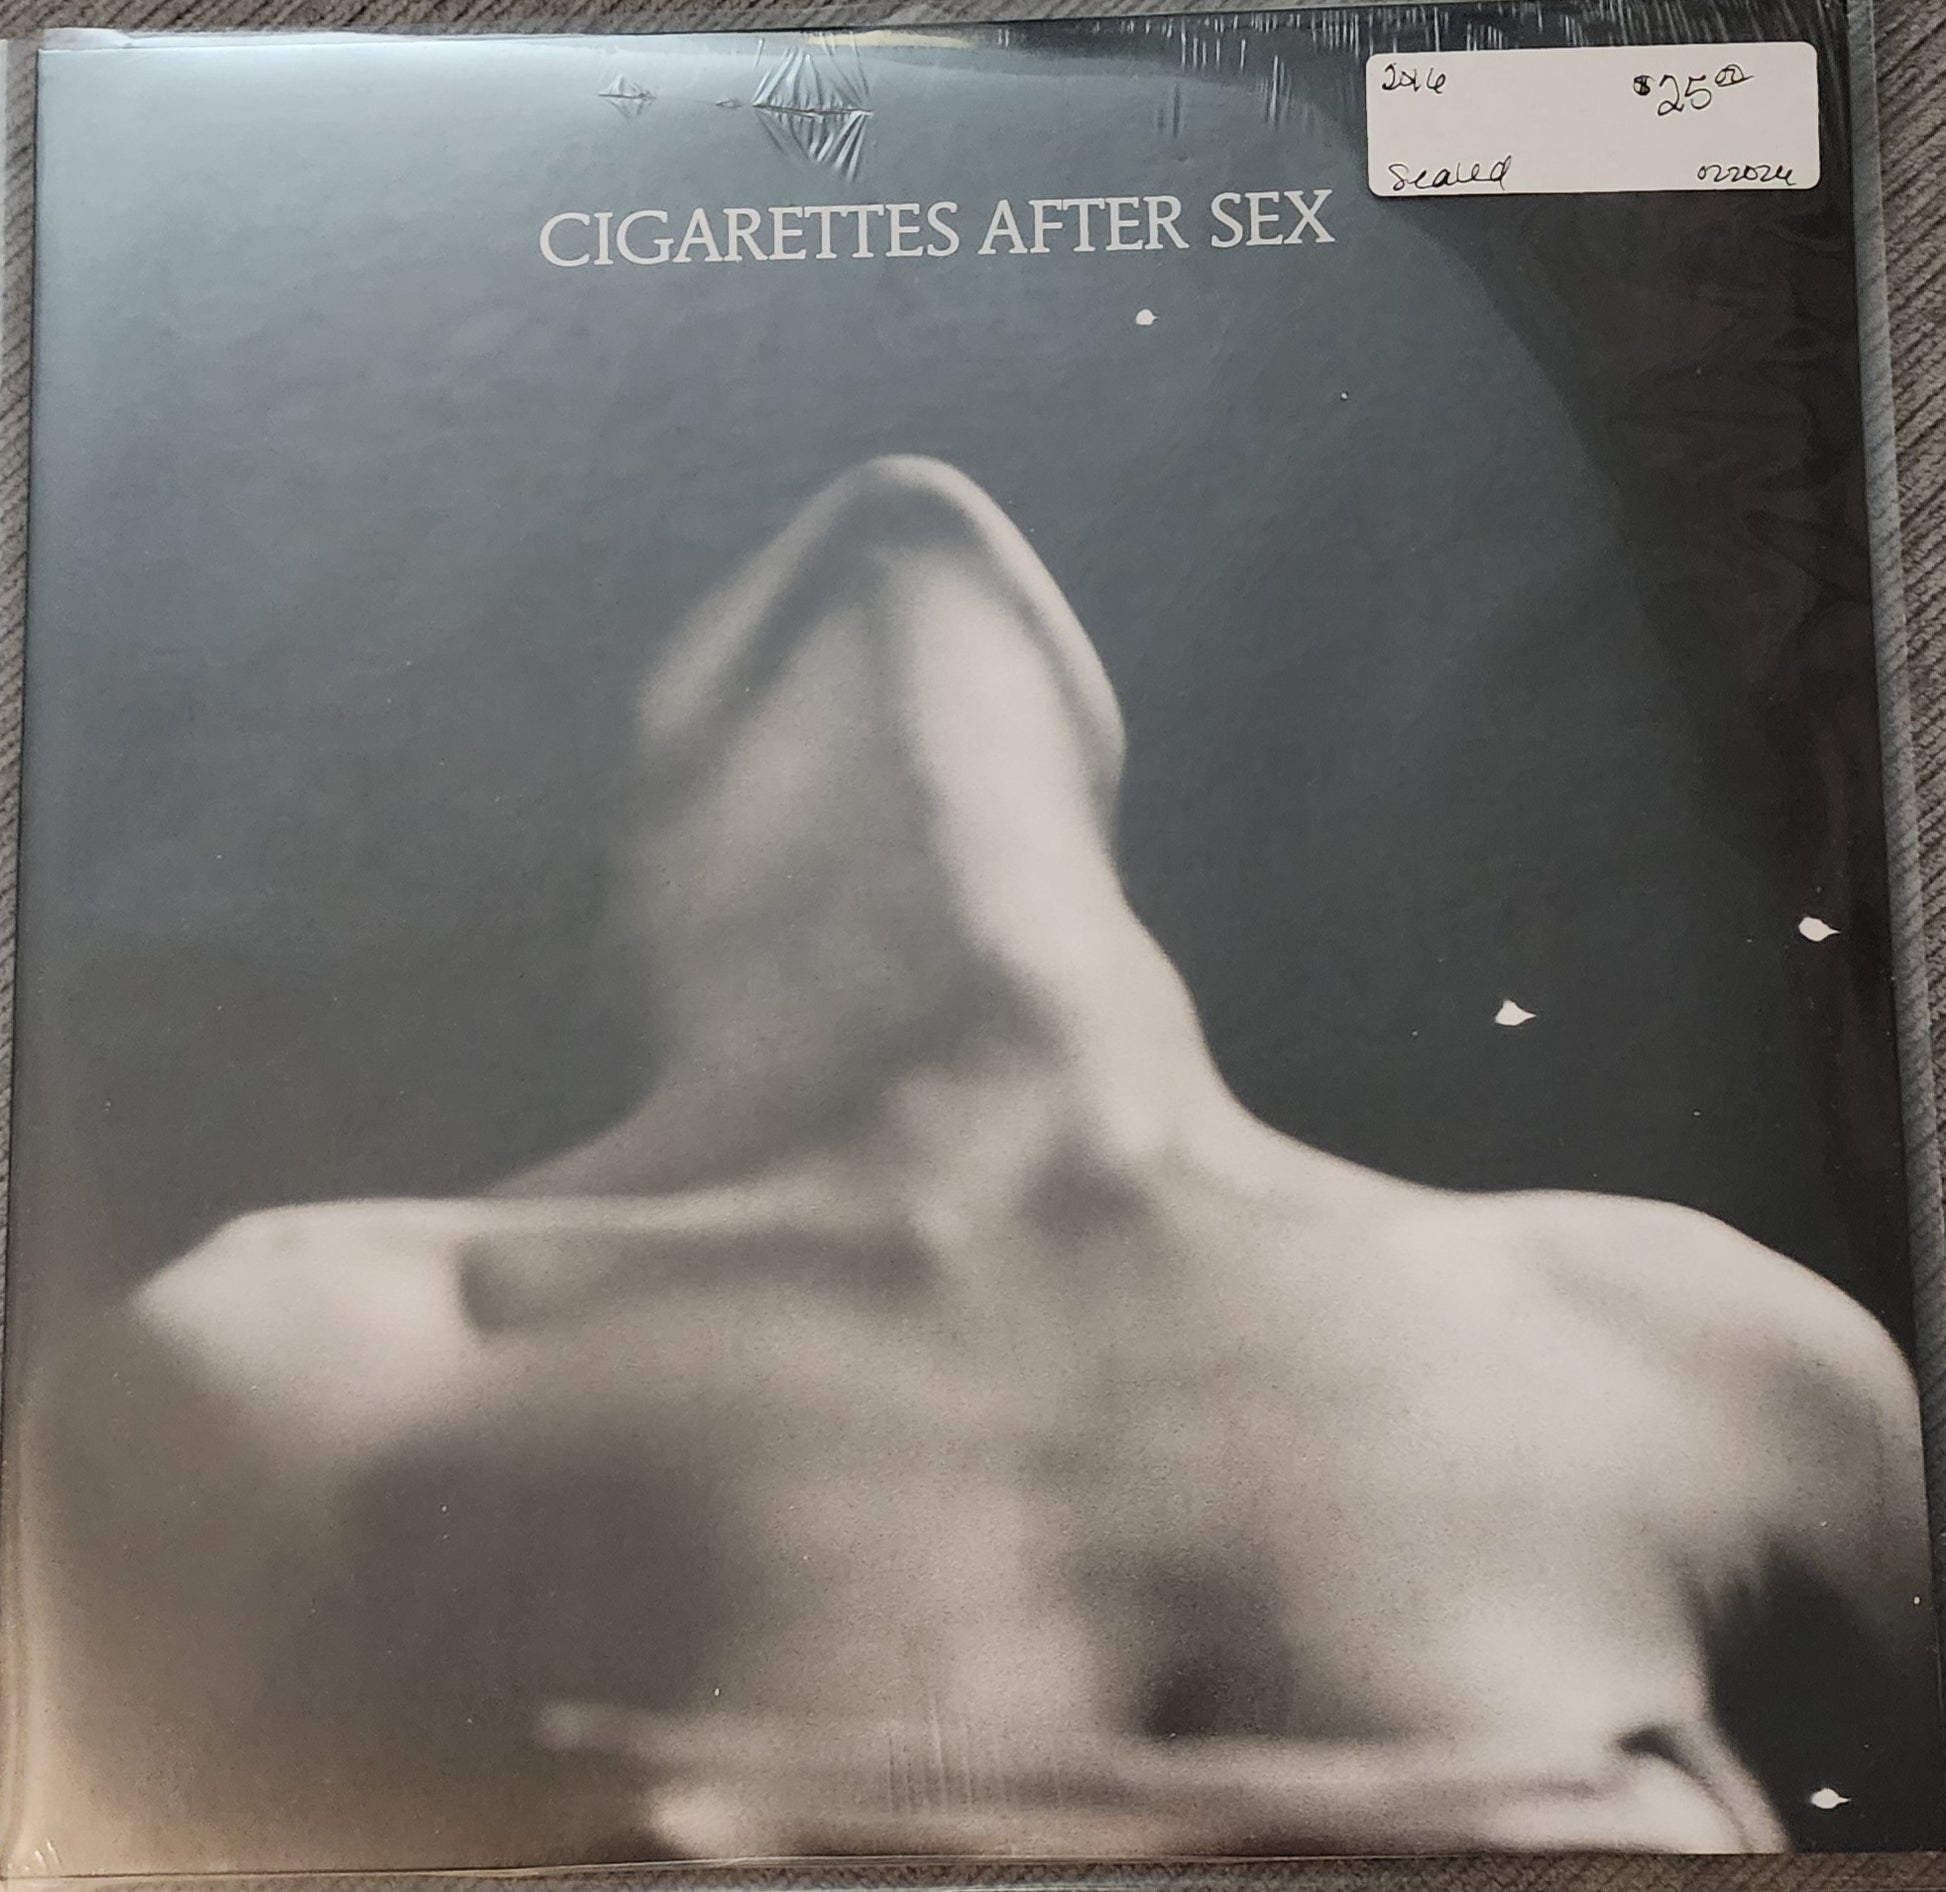 2016 $25.00
Sealed 022024
CIGARETTES AFTER SEX